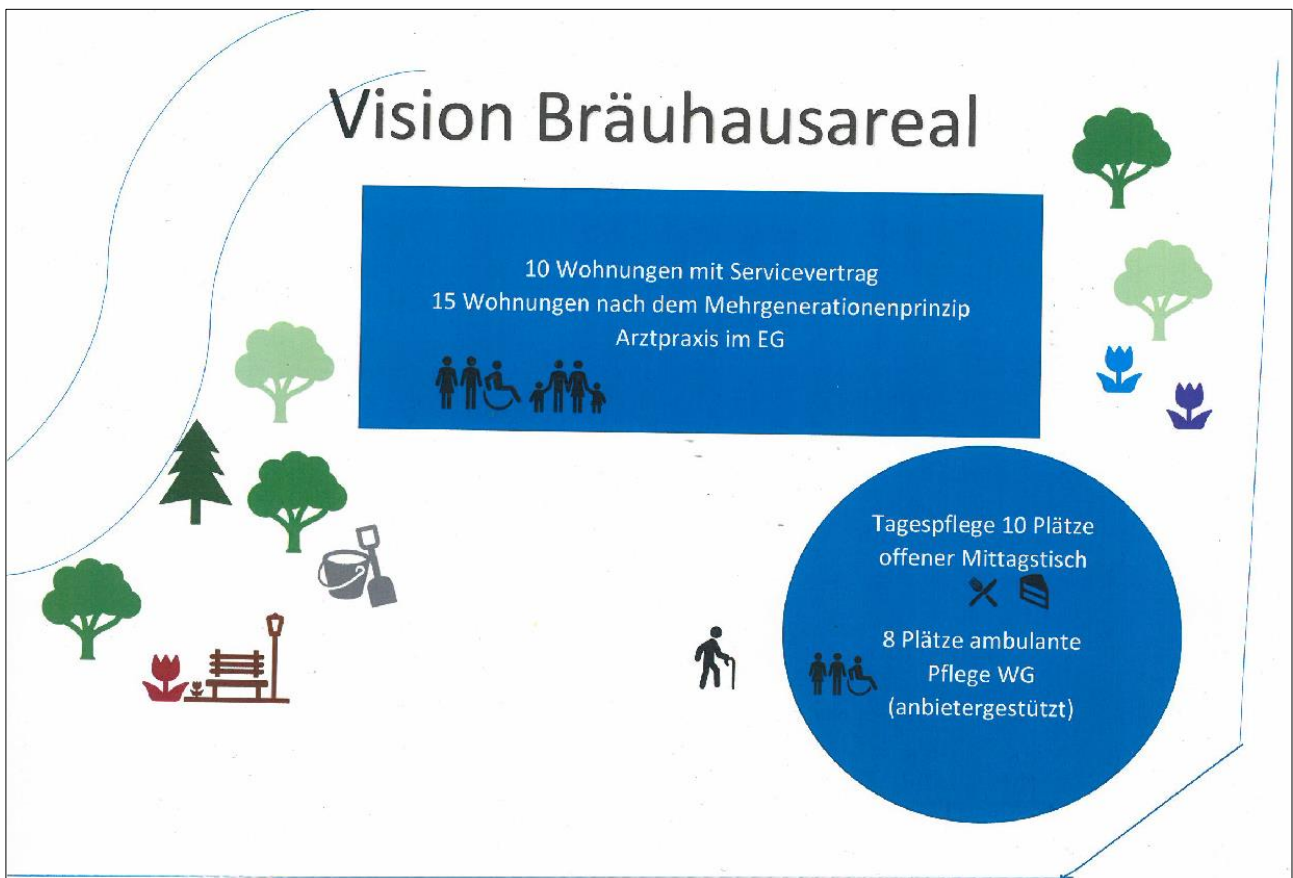 Vision Bräuhausareal
10 Wohnungen mit Servicevertrag
15 Wohnungen nach dem Mehrgenerationenprinzip
Arztpraxis im EG
Tagespflege 10 Plätze
offener Mittagstisch
8 Plätze ambulante
Pflege WG
(anbietergestützt)